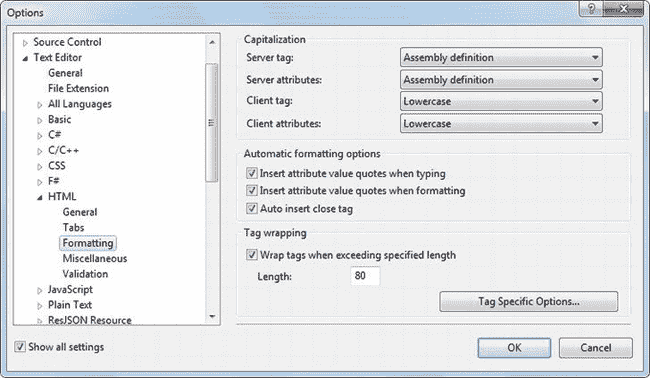 Options
Source Control
Text Editor
General
File Extension
All Languages
Basic
C#
C/C++
CSS
F#
HTML
General
Tabs
Formatting
Miscellaneous
Validation
JavaScript
Plain Text
ResJSON Resource
Show all settings
Capitalization
Server tag: Assembly definition
Server attributes: Assembly definition
Client tag: Lowercase
Client attributes: Lowercase
Automatic formatting options
Insert attribute value quotes when typing
Insert attribute value quotes when formatting
Auto insert close tag
Tag wrapping
Wrap tags when exceeding specified length
Length: 80
Tag Specific Options...
OK Cancel